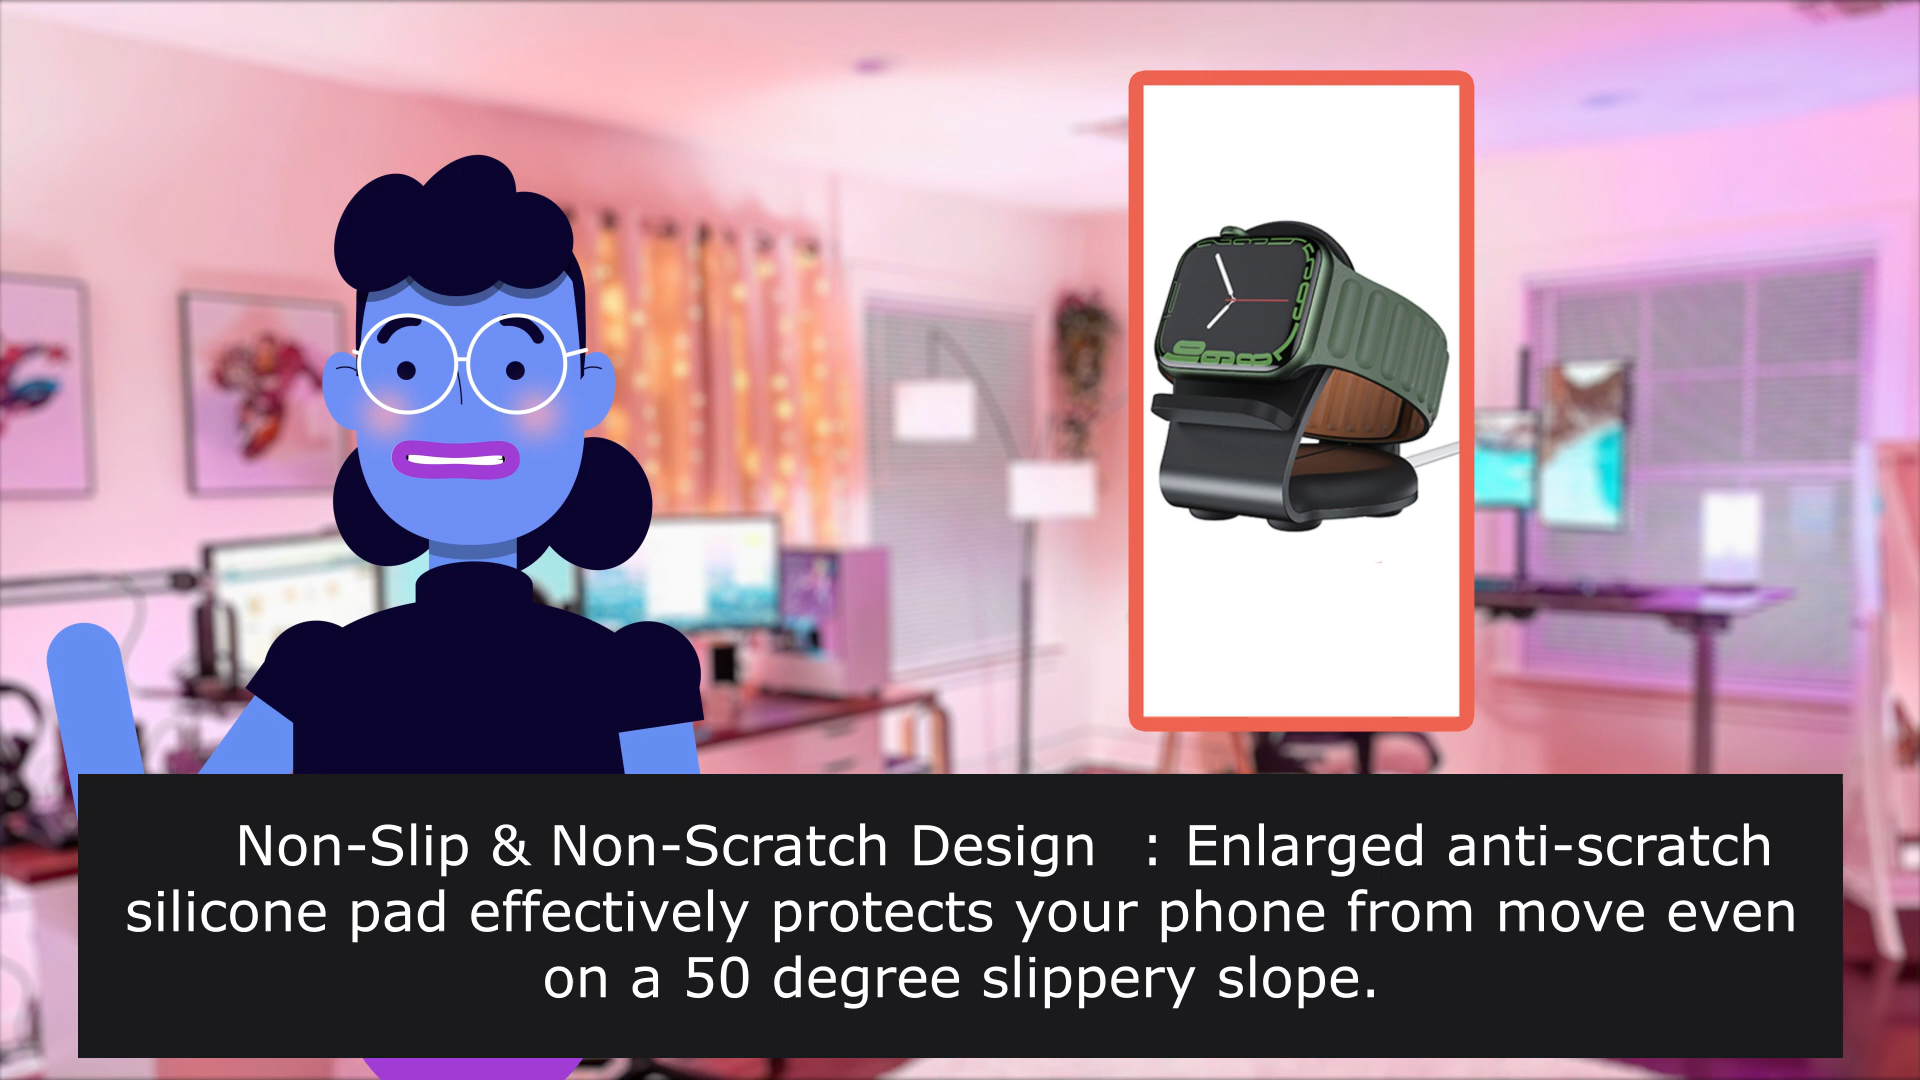 Non-Slip & Non-Scratch Design : Enlarged anti-scratch
silicone pad effectively protects your phone from move even
on a 50 degree slippery slope.